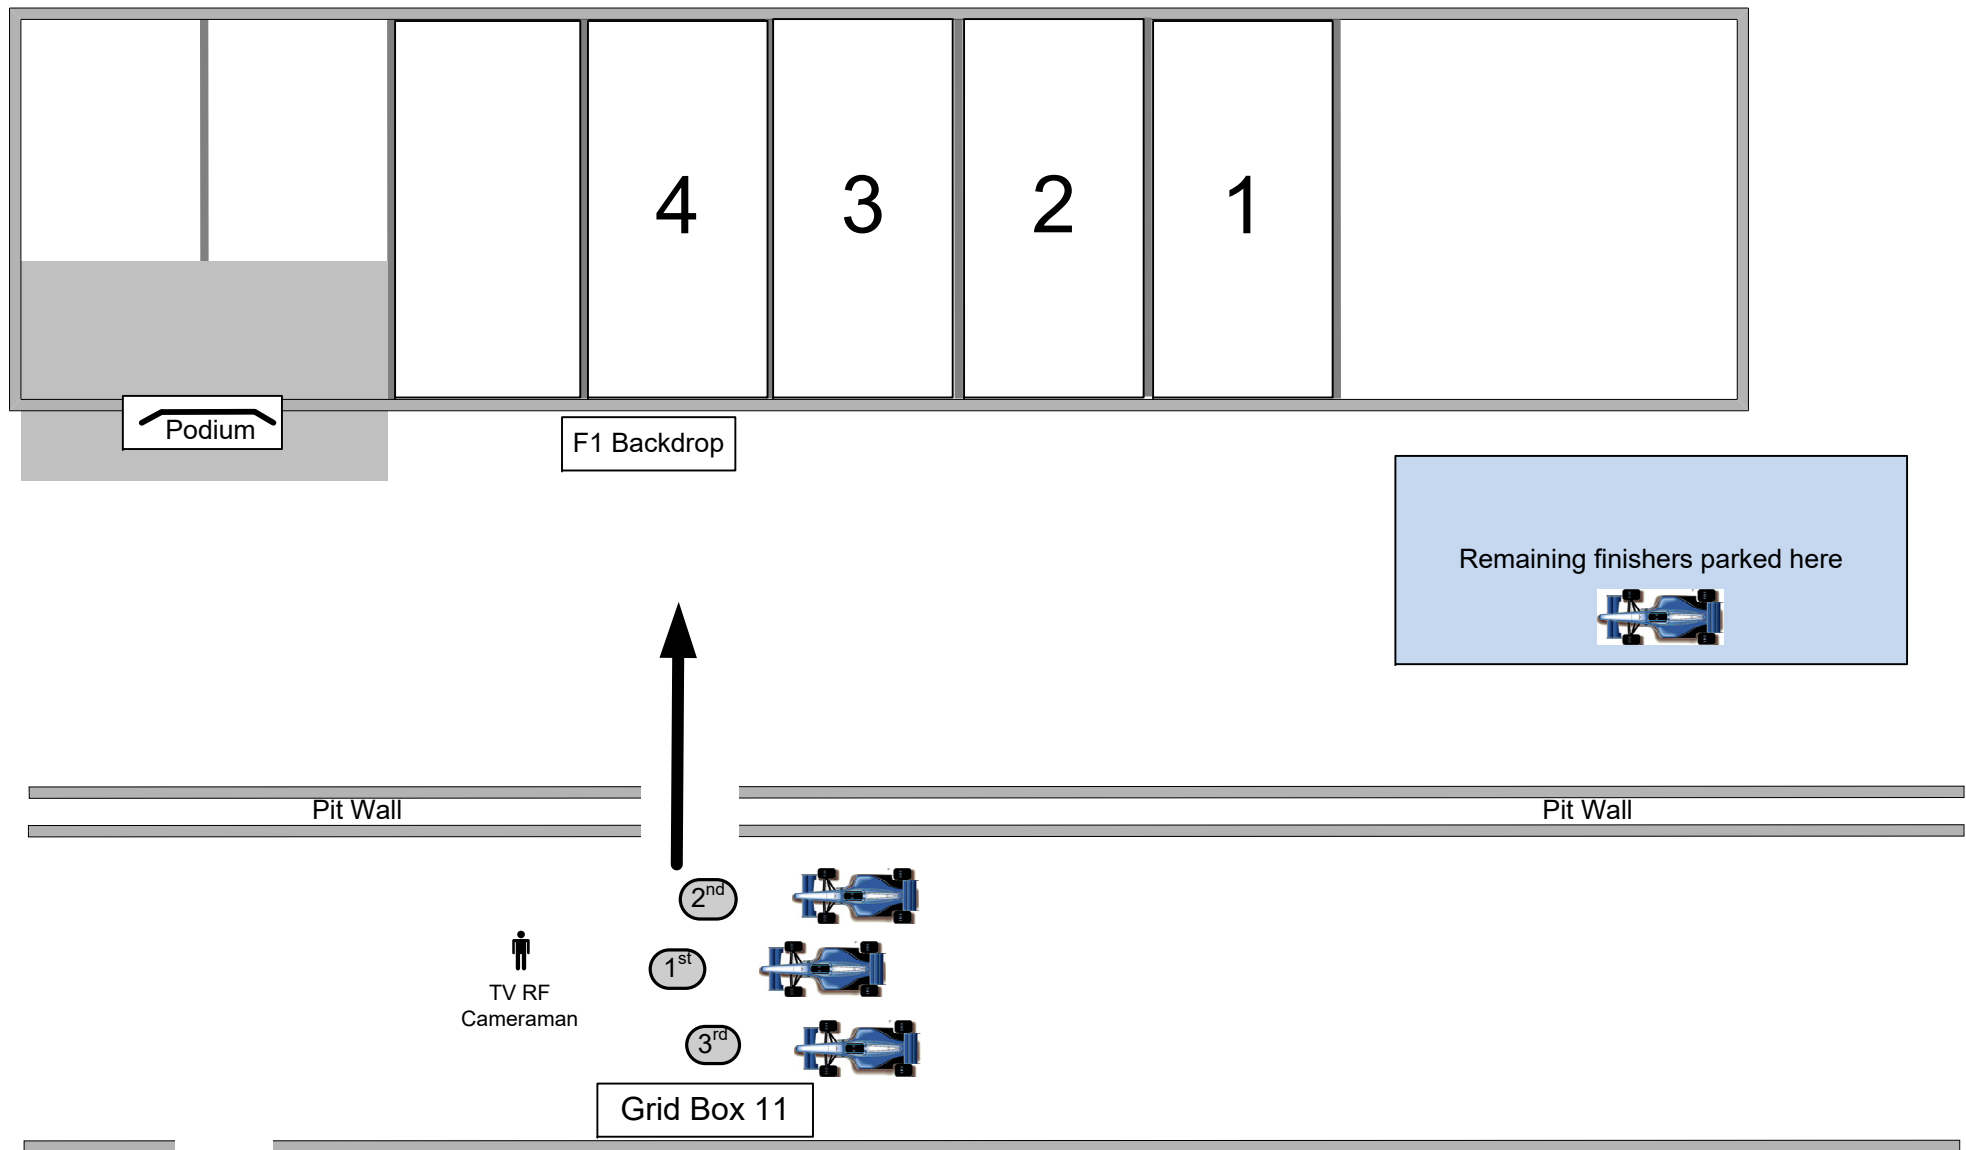 4
3
2
1
Podium
F1 Backdrop
Remaining finishers parked here
Pit Wall
Pit Wall
2nd
1st
TV RF
Cameraman
3rd
Grid Box 11